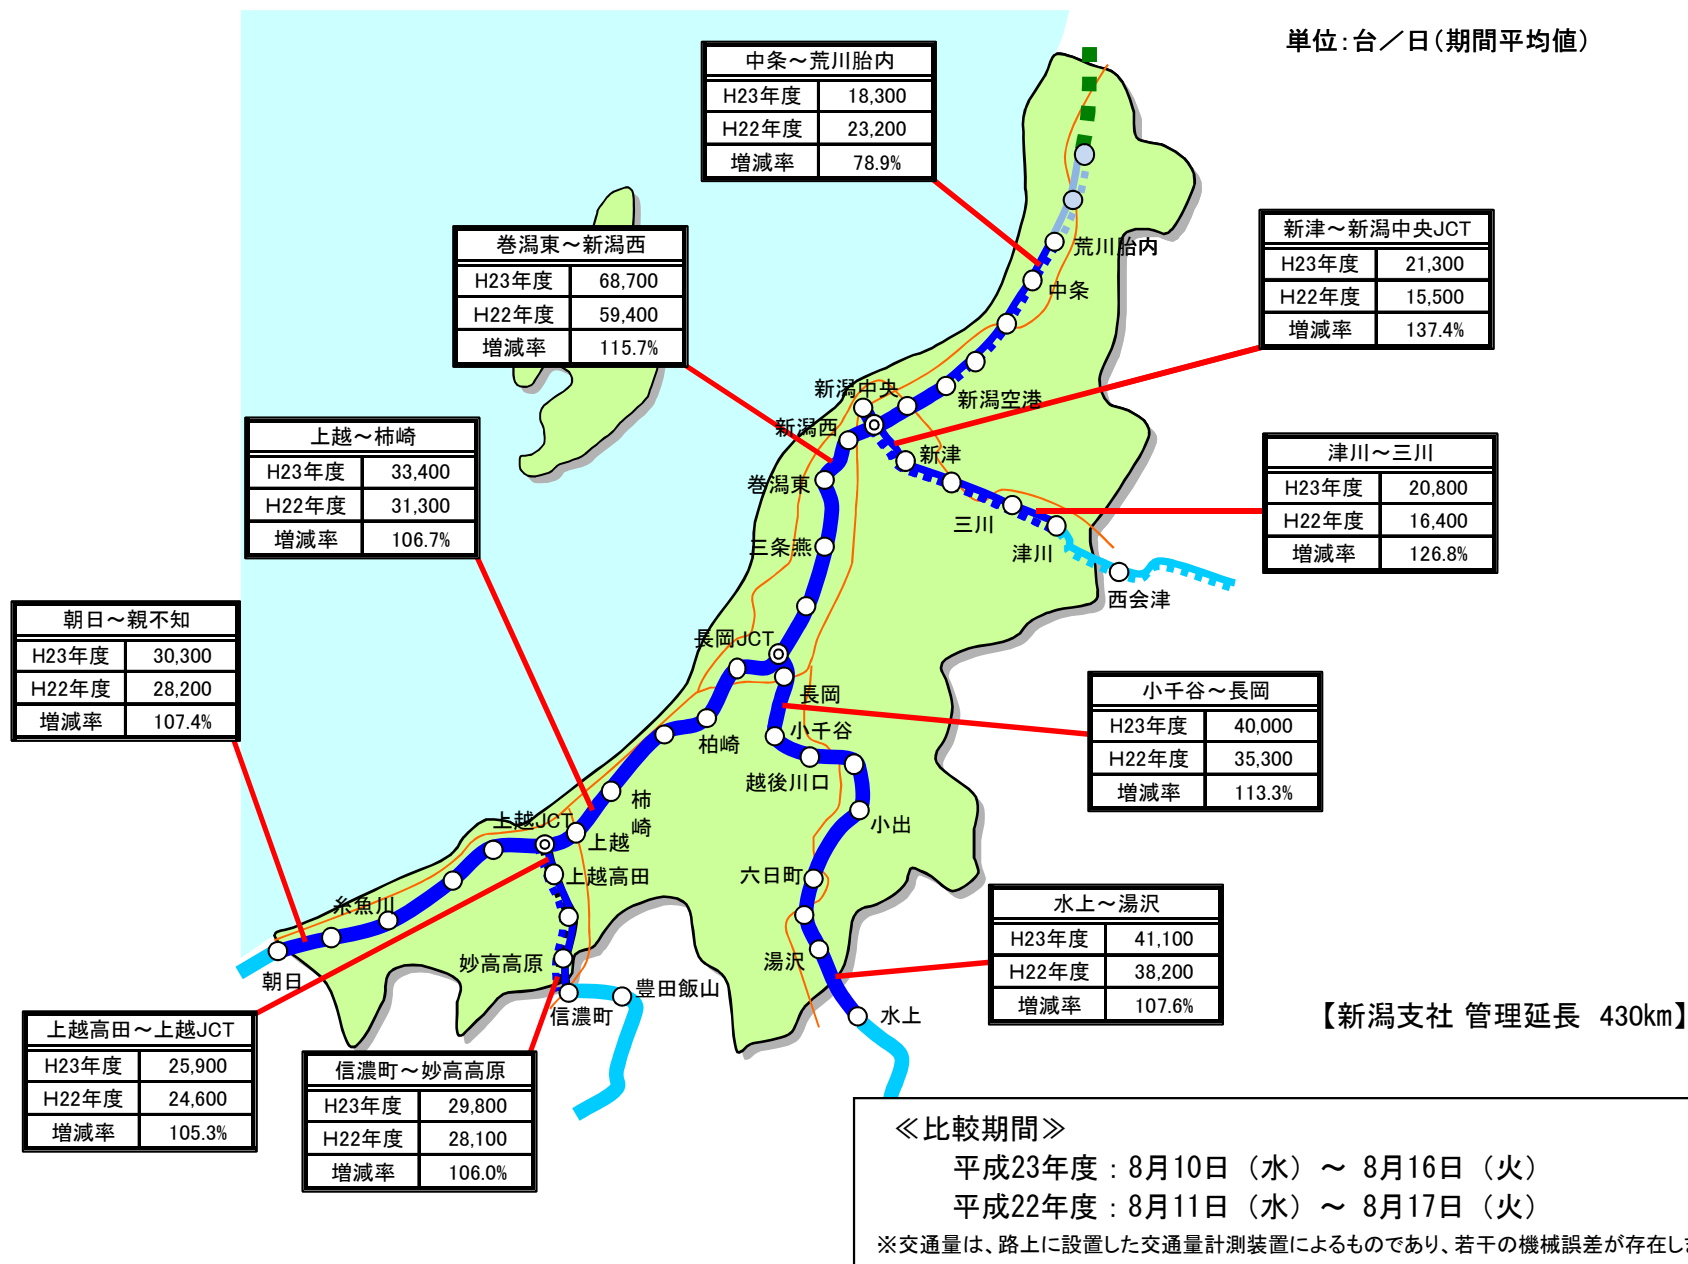 単位：台／日（期間平均値）
中条～荒川胎内
H23年度 18,300
H22年度 23,200
増減率 78.9%
巻潟東～新潟西
H23年度 68,700
H22年度 59,400
増減率 115.7%
新津～新潟中央JCT
H23年度 21,300
H22年度 15,500
増減率 137.4%
上越～柿崎
H23年度 33,400
H22年度 31,300
増減率 106.7%
津川～三川
H23年度 20,800
H22年度 16,400
増減率 126.8%
朝日～親不知
H23年度 30,300
H22年度 28,200
増減率 107.4%
小千谷～長岡
H23年度 40,000
H22年度 35,300
増減率 113.3%
水上～湯沢
H23年度 41,100
H22年度 38,200
増減率 107.6%
上越高田～上越JCT
H23年度 25,900
H22年度 24,600
増減率 105.3%
信濃町～妙高高原
H23年度 29,800
H22年度 28,100
増減率 106.0%
荒川胎内
中条
新潟中央
新潟空港
新潟西
新津
巻潟東
三川
三条燕
津川
西会津
長岡JCT
長岡
柏崎
小千谷
越後川口
柿崎
上越JCT
上越
小出
上越高田
六日町
糸魚川
妙高高原
湯沢
朝日
豊田飯山
信濃町
水上
【新潟支社 管理延長 430km】
≪比較期間≫
平成23年度：8月10日（水）～ 8月16日（火）
平成22年度：8月11日（水）～ 8月17日（火）
※交通量は、路上に設置した交通量計測装置によるものであり、若干の機械誤差が存在し